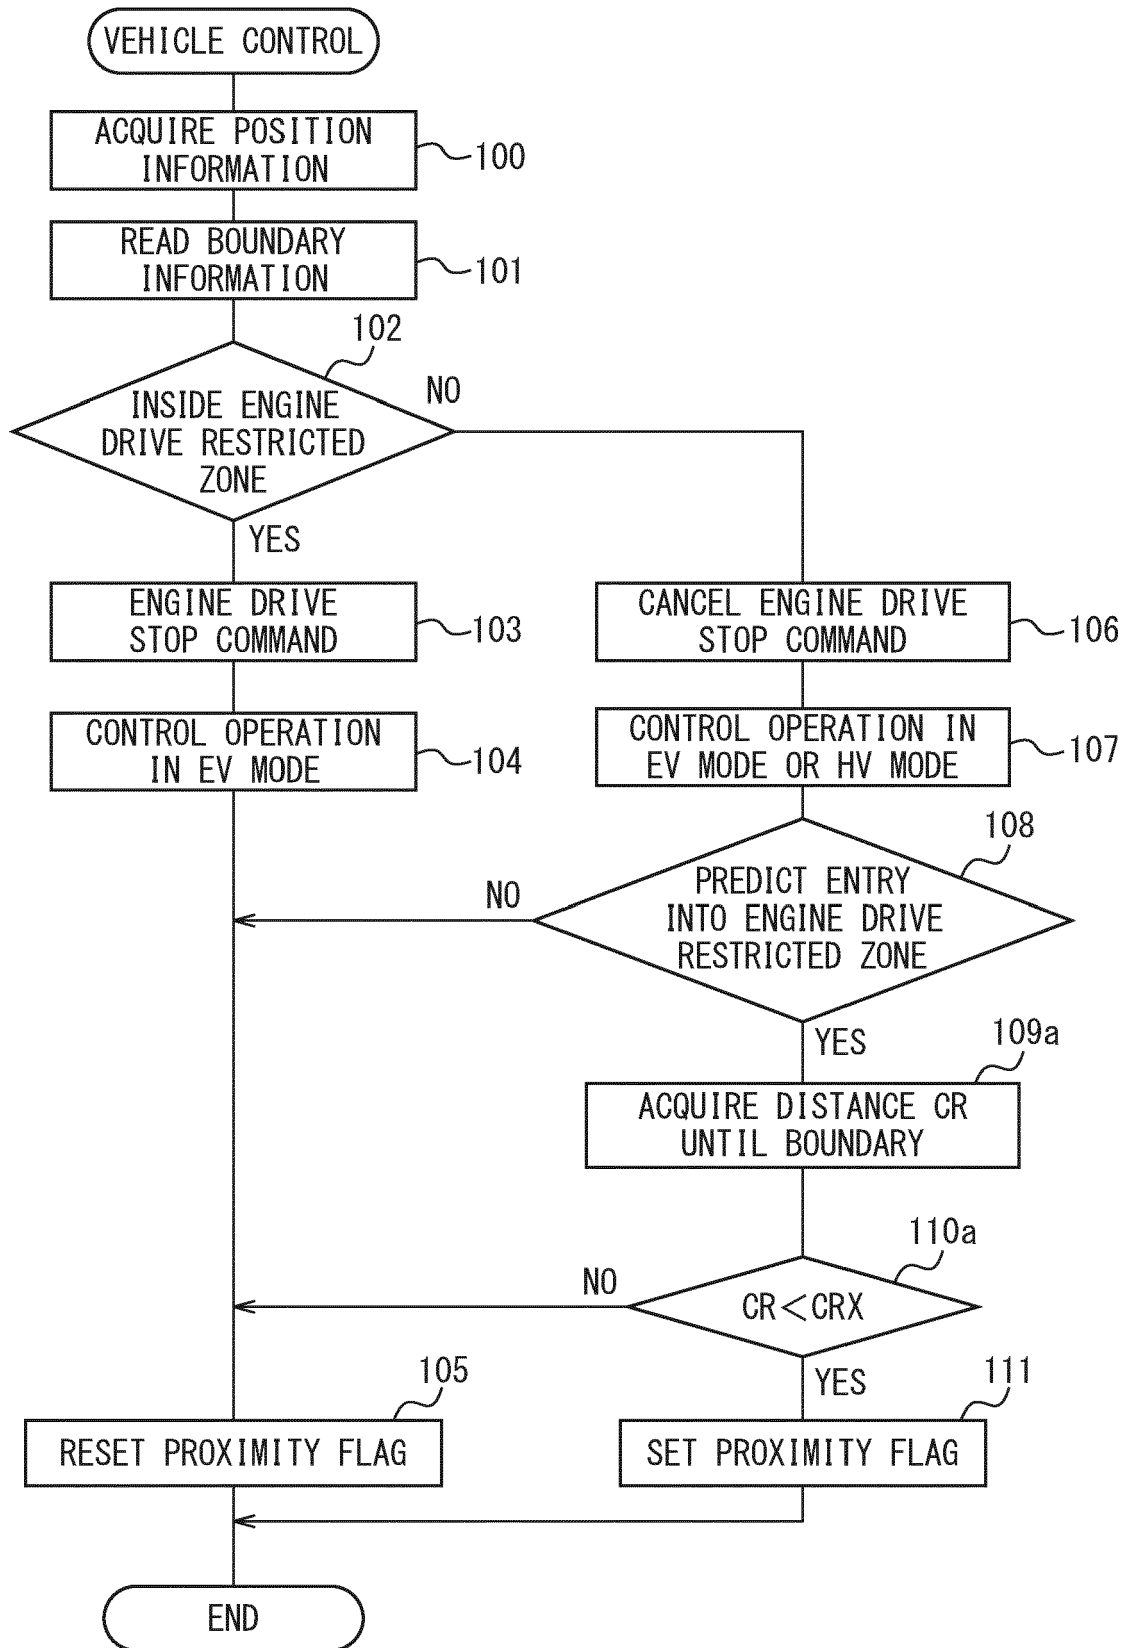 VEHICLE CONTROL
ACQUIRE POSITION
INFORMATION
100
READ BOUNDARY
INFORMATION
101
102
INSIDE ENGINE
DRIVE RESTRICTED
ZONE
NO
YES
ENGINE DRIVE
STOP COMMAND
103
CANCEL ENGINE DRIVE
STOP COMMAND
106
CONTROL OPERATION
IN EV MODE
104
CONTROL OPERATION IN
EV MODE OR HV MODE
107
108
PREDICT ENTRY
INTO ENGINE DRIVE
RESTRICTED ZONE
NO
YES
109a
ACQUIRE DISTANCE CR
UNTIL BOUNDARY
110a
CR<CRX
NO
YES
105
RESET PROXIMITY FLAG
111
SET PROXIMITY FLAG
END